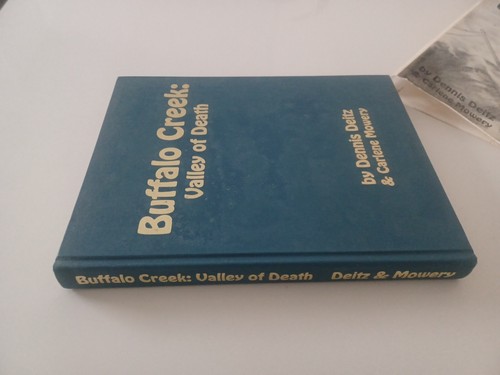 Buffalo Creek:
Valley of Death
by Dennis Deitz
& Carlene Mowery
Buffalo Creek: Valley of Death Deitz & Mowery
by Dennis Deitz
& Carlene Mowery